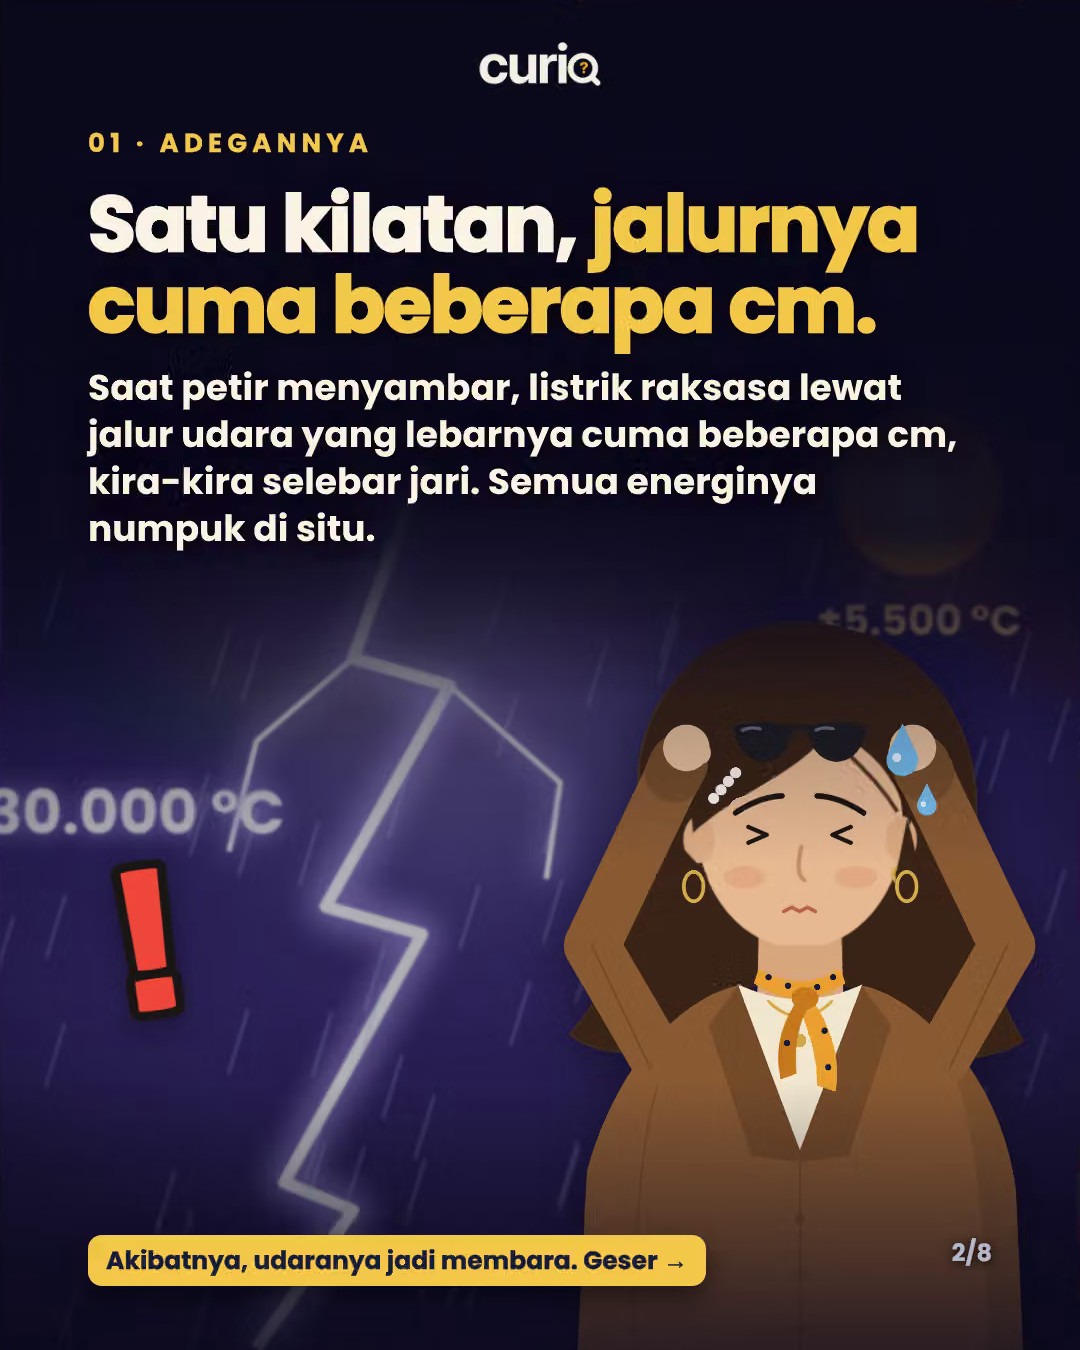 curio?
01 · ADEGANNYA
Satu kilatan, jalurnya
cuma beberapa cm.
Saat petir menyambar, listrik raksasa lewat
jalur udara yang lebarnya cuma beberapa cm,
kira-kira selebar jari. Semua energinya
numpuk di situ.
±5.500 °C
30.000 °C
!
Akibatnya, udaranya jadi membara. Geser →
2/8